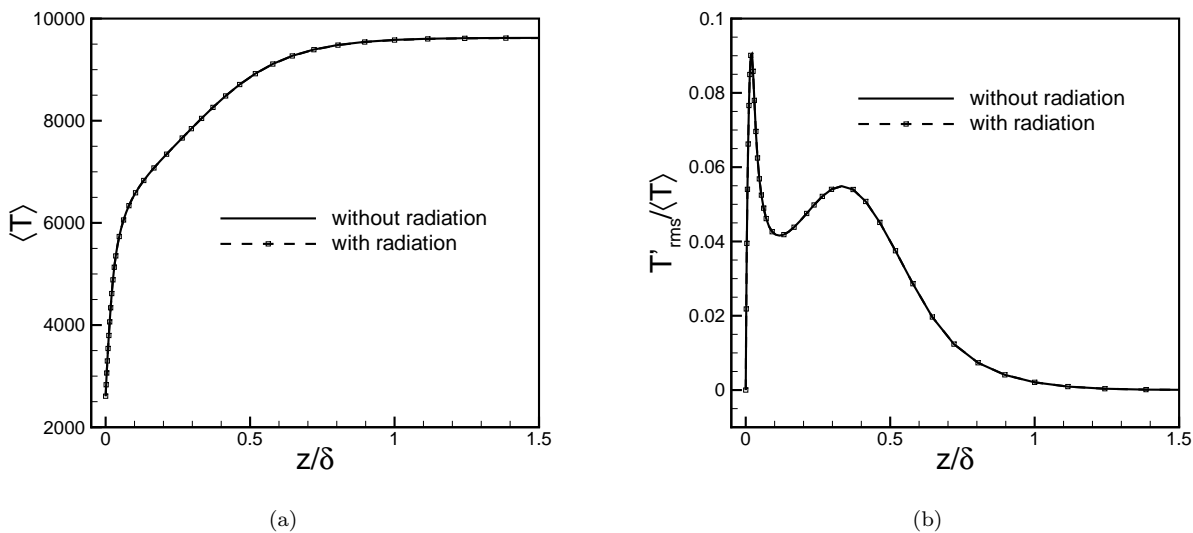 10000
8000
6000
4000
2000
⟨T⟩
0
0.5
1
1.5
z/δ
without radiation
with radiation
(a)
0.1
0.08
0.06
0.04
0.02
0
T'rms/⟨T⟩
0
0.5
1
1.5
z/δ
without radiation
with radiation
(b)